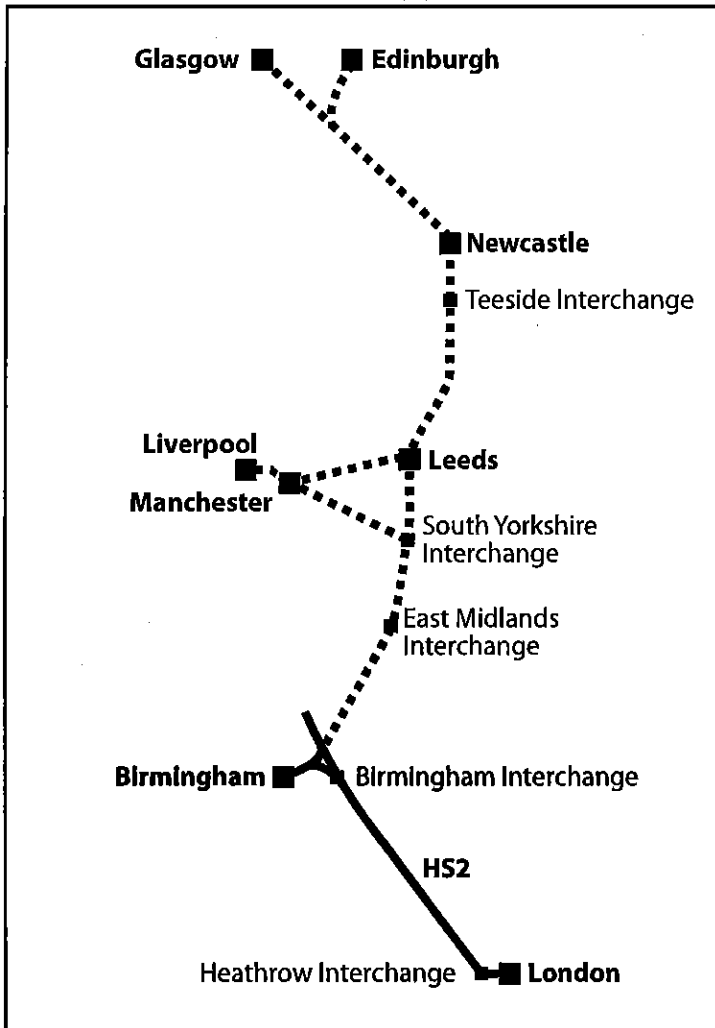 Glasgow
Edinburgh
Newcastle
Teeside Interchange
Liverpool
Leeds
Manchester
South Yorkshire
Interchange
East Midlands
Interchange
Birmingham
Birmingham Interchange
HS2
Heathrow Interchange
London